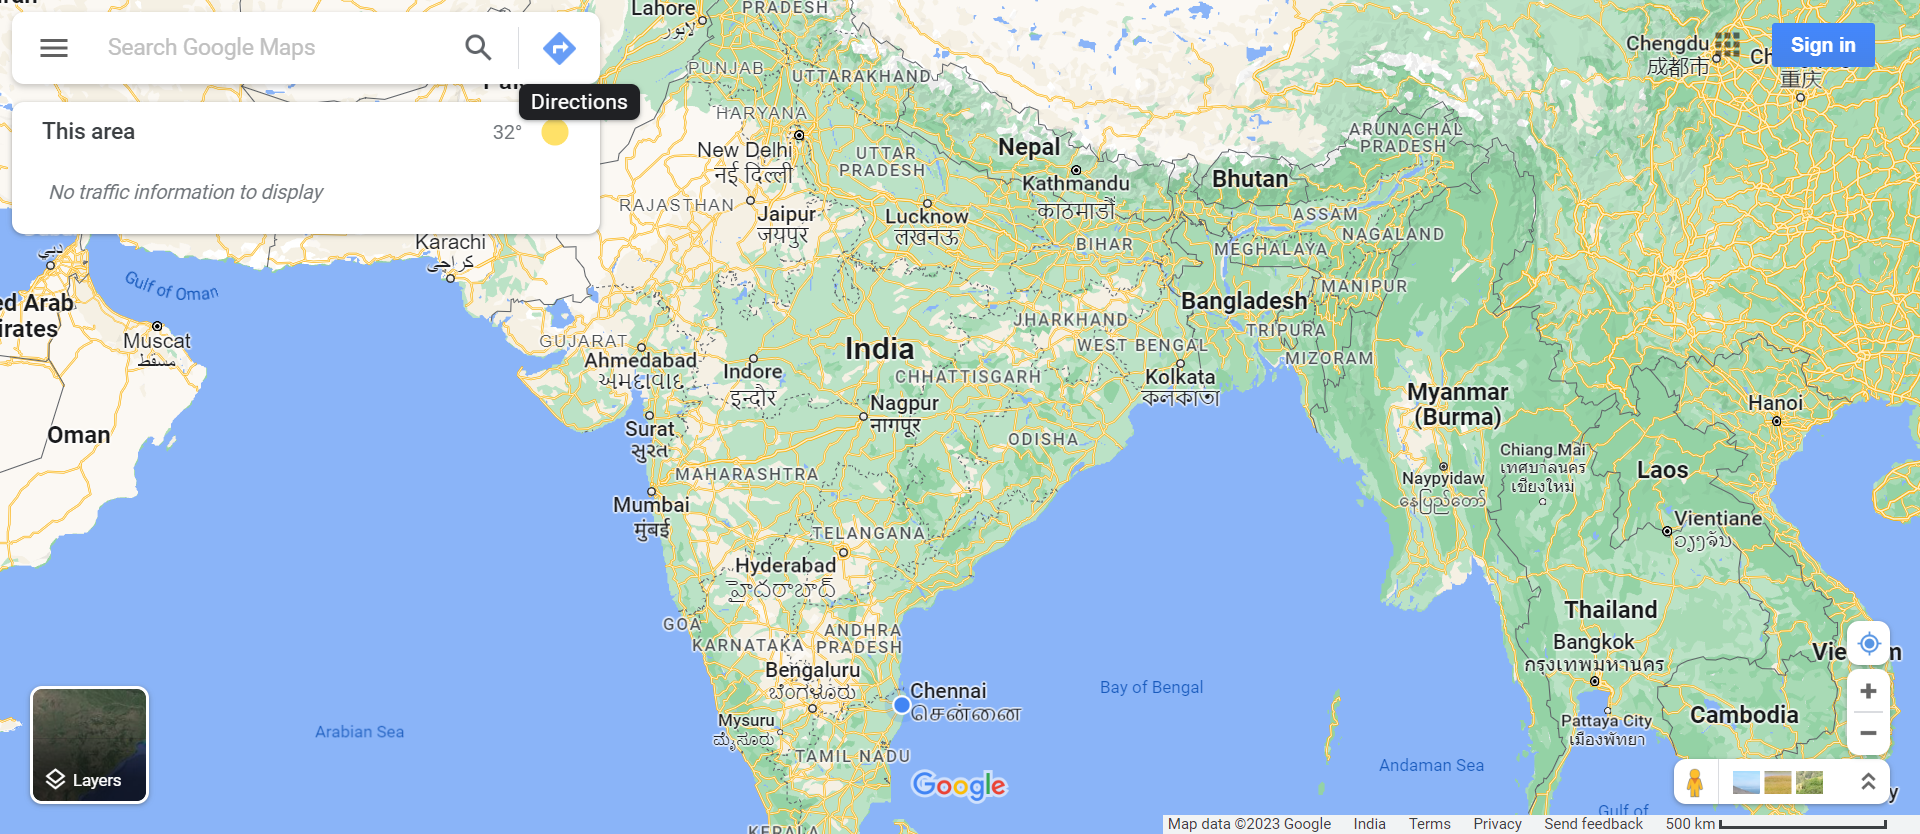 Lahore
لاہور
PRADESH
Search Google Maps
Directions
This area
32°
No traffic information to display
Sign in
Chengdu
成都市
重庆
PUNJAB
UTTARAKHAND
HARYANA
New Delhi
नई दिल्ली
UTTAR
PRADESH
Nepal
Kathmandu
काठमाडौं
Bhutan
ARUNACHAL
PRADESH
RAJASTHAN
Jaipur
जयपुर
Lucknow
लखनऊ
ASSAM
NAGALAND
BIHAR
MEGHALAYA
Karachi
کراچی
دبي
Gulf of Oman
ed Arab
irates
Muscat
مسقط
Oman
MANIPUR
Bangladesh
JHARKHAND
TRIPURA
WEST BENGAL
MIZORAM
GUJARAT
Ahmedabad
અમદાવાદ
Indore
इन्दौर
India
CHHATTISGARH
Kolkata
কলকাতা
Nagpur
नागपूर
Surat
સુરત
ODISHA
Myanmar
(Burma)
Hanoi
MAHARASHTRA
Mumbai
मुंबई
Chiang Mai
เทศบาลนคร
เชียงใหม่
Naypyidaw
နေပြည်တော်
Laos
Vientiane
ວຽງຈັນ
TELANGANA
Hyderabad
హైదరాబాద్
GOA
KARNATAKA
ANDHRA
PRADESH
Bengaluru
ಬೆಂಗಳೂರು
Chennai
சென்னை
Mysuru
ಮೈಸೂರು
TAMIL NADU
KERALA
Thailand
Bangkok
กรุงเทพมหานคร
Pattaya City
เมืองพัทยา
Cambodia
Arabian Sea
Bay of Bengal
Andaman Sea
Gulf of
Layers
Google
Map data ©2023 Google India Terms Privacy Send feedback 500 km